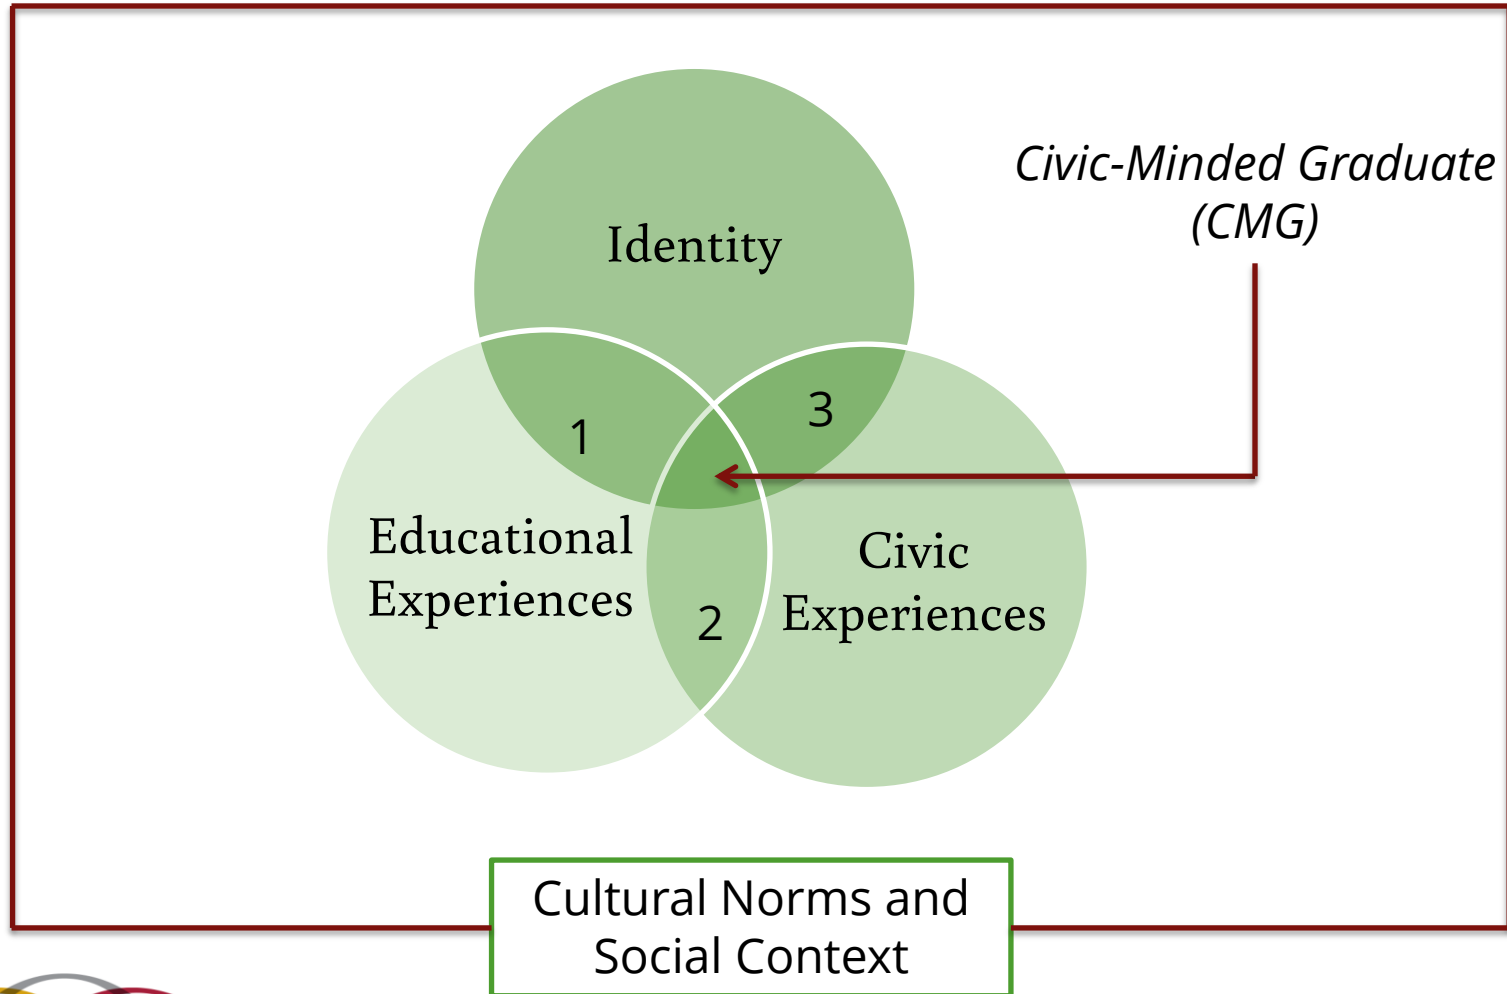 Civic-Minded Graduate
(CMG)
Identity
3
1
Educational
Experiences
Civic
Experiences
2
Cultural Norms and
Social Context